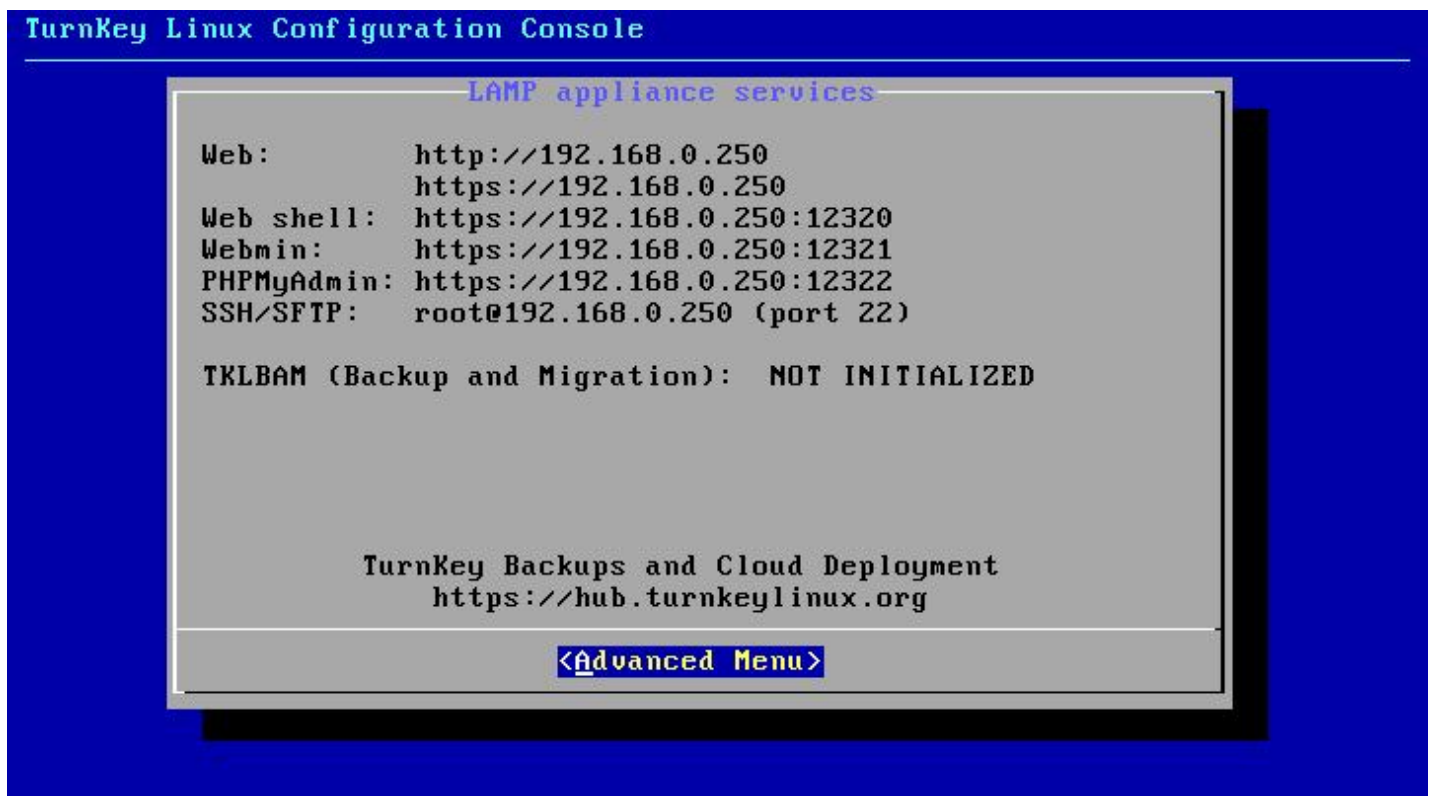 TurnKey Linux Configuration Console
LAMP appliance services
Web: http://192.168.0.250
https://192.168.0.250
Web shell: https://192.168.0.250:12320
Webmin: https://192.168.0.250:12321
PHPMyAdmin: https://192.168.0.250:12322
SSH/SFTP: root@192.168.0.250 (port 22)
TKLBAM (Backup and Migration): NOT INITIALIZED
TurnKey Backups and Cloud Deployment
https://hub.turnkeylinux.org
<Advanced Menu>